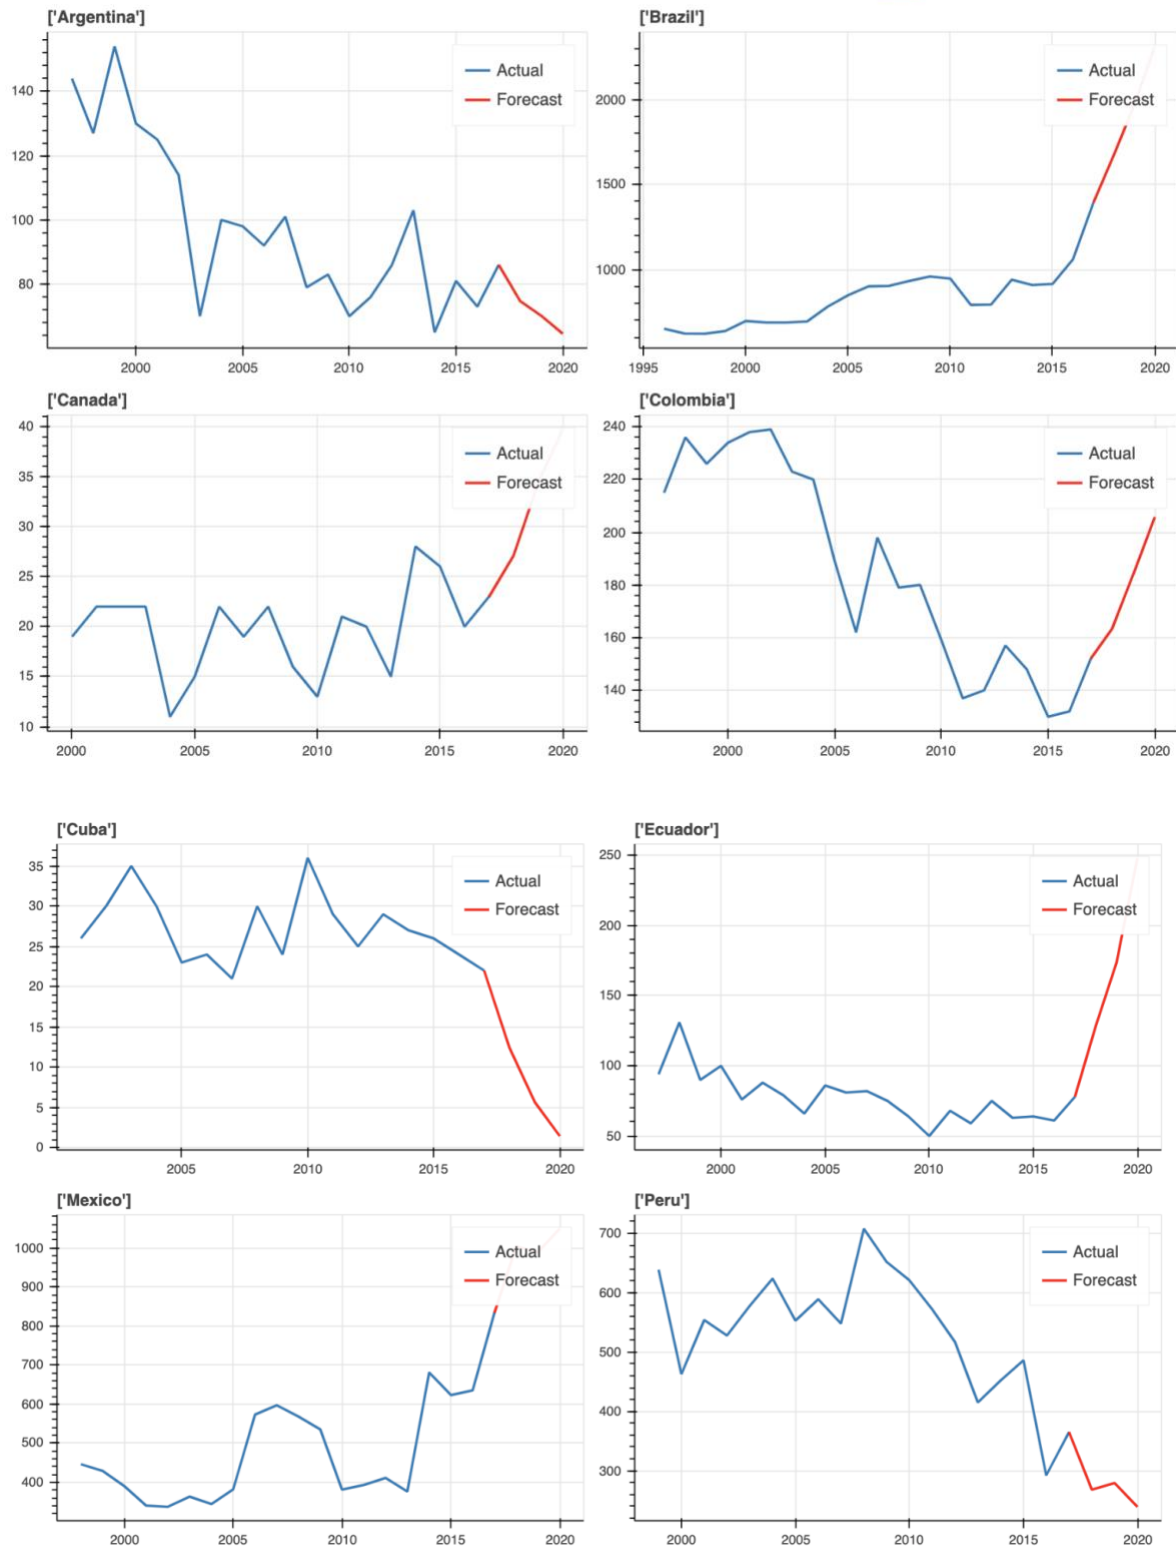 ['Argentina']
Actual
Forecast
140
120
100
80
2000 2005 2010 2015 2020
['Brazil']
Actual
Forecast
2000
1500
1000
1995 2000 2005 2010 2015 2020
['Canada']
Actual
Forecast
40
35
30
25
20
15
10
2000 2005 2010 2015 2020
['Colombia']
Actual
Forecast
240
220
200
180
160
140
2000 2005 2010 2015 2020
['Cuba']
Actual
Forecast
35
30
25
20
15
10
5
0
2005 2010 2015 2020
['Ecuador']
Actual
Forecast
250
200
150
100
50
2000 2005 2010 2015 2020
['Mexico']
Actual
Forecast
1000
900
800
700
600
500
400
2000 2005 2010 2015 2020
['Peru']
Actual
Forecast
700
600
500
400
300
2000 2005 2010 2015 2020